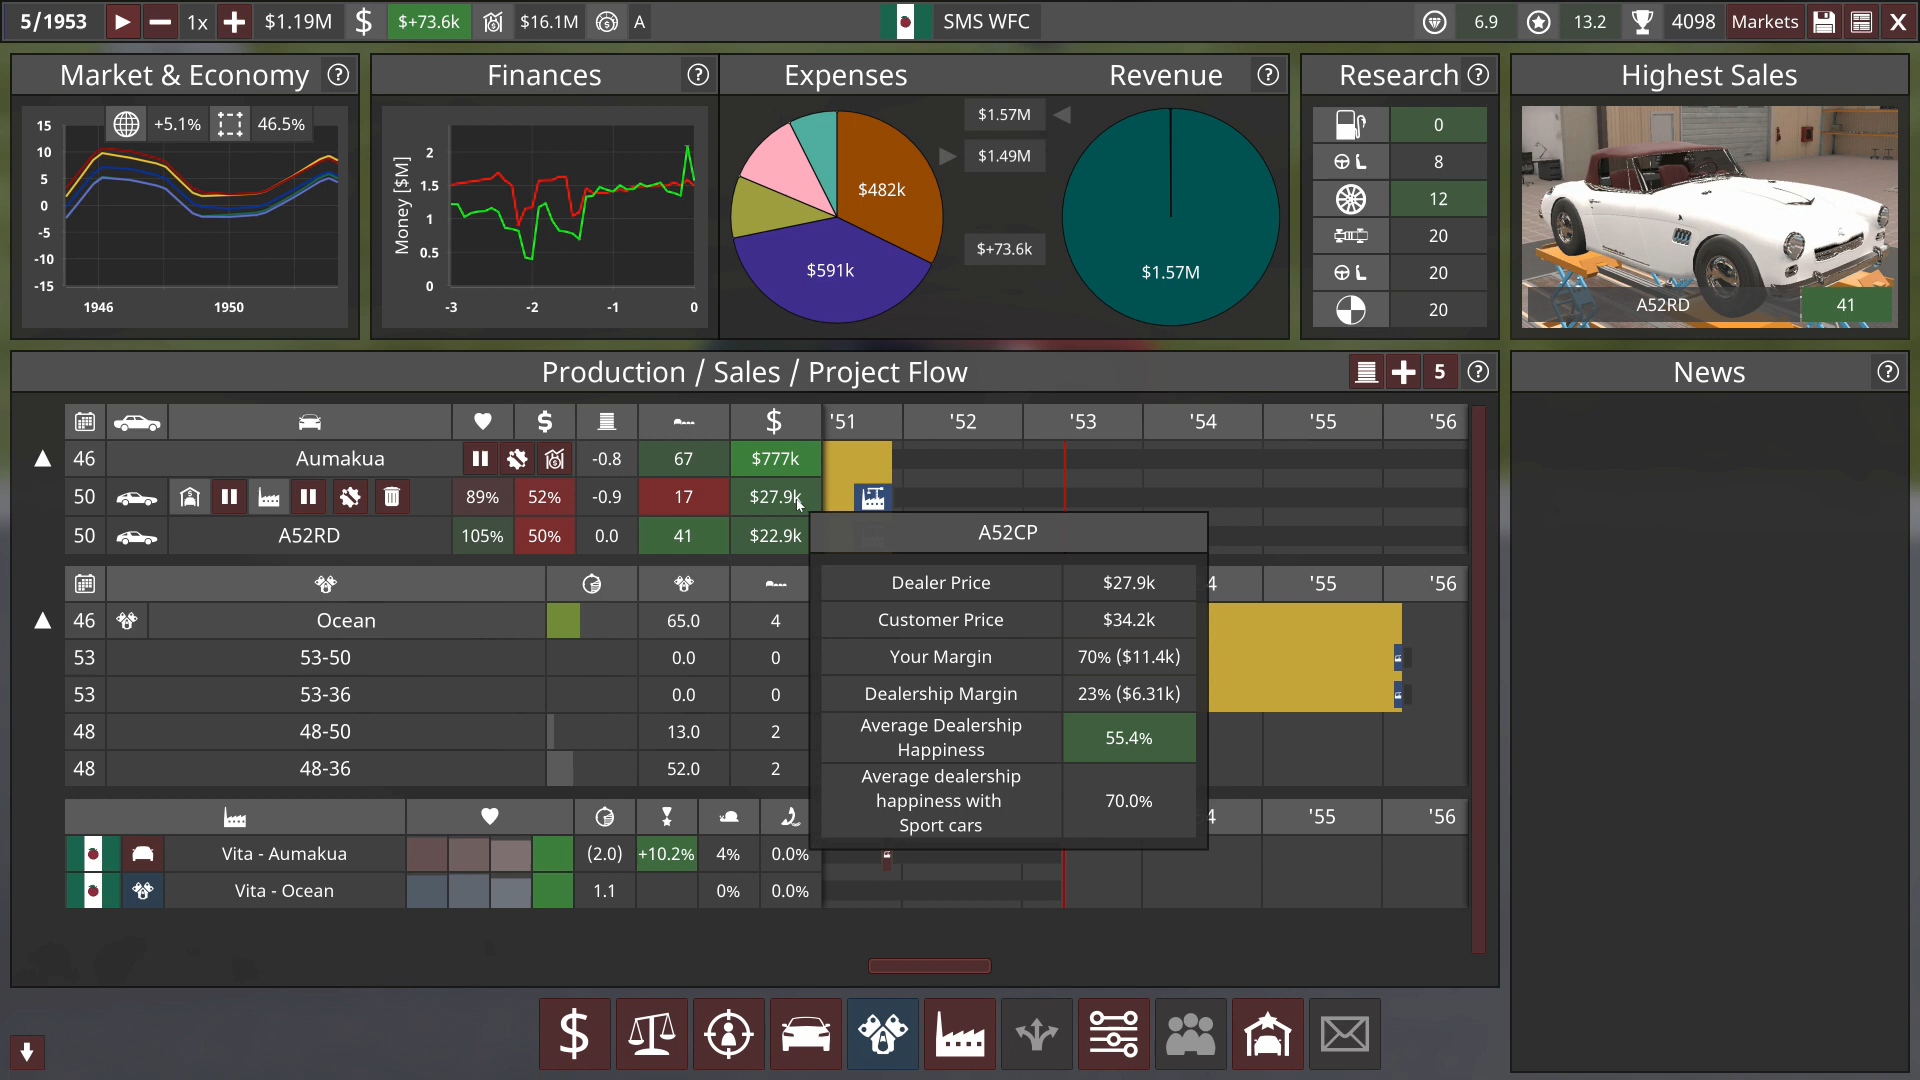 5/1953
1x
$1.19M
$+73.6k
$16.1M
A
SMS WFC
6.9
13.2
4098
Markets
Market & Economy
+5.1%
46.5%
15
10
5
0
-5
-10
-15
1946
1950
Finances
Money [$M]
2
1.5
1
0.5
0
-3
-2
-1
0
Expenses
Revenue
$482k
$591k
$1.57M
$1.49M
$+73.6k
$1.57M
Research
0
8
12
20
20
20
Highest Sales
A52RD
41
Production / Sales / Project Flow
5
News
$
'51
'52
'53
'54
'55
'56
46
Aumakua
-0.8
67
$777k
50
89%
52%
-0.9
17
$27.9k
50
A52RD
105%
50%
0.0
41
$22.9k
4
'55
'56
46
Ocean
65.0
4
53
53-50
0.0
0
53
53-36
0.0
0
48
48-50
13.0
2
48
48-36
52.0
2
4
'55
'56
Vita - Aumakua
(2.0)
+10.2%
4%
0.0%
Vita - Ocean
1.1
0%
0.0%
A52CP
Dealer Price
$27.9k
Customer Price
$34.2k
Your Margin
70% ($11.4k)
Dealership Margin
23% ($6.31k)
Average Dealership
Happiness
55.4%
Average dealership
happiness with
Sport cars
70.0%